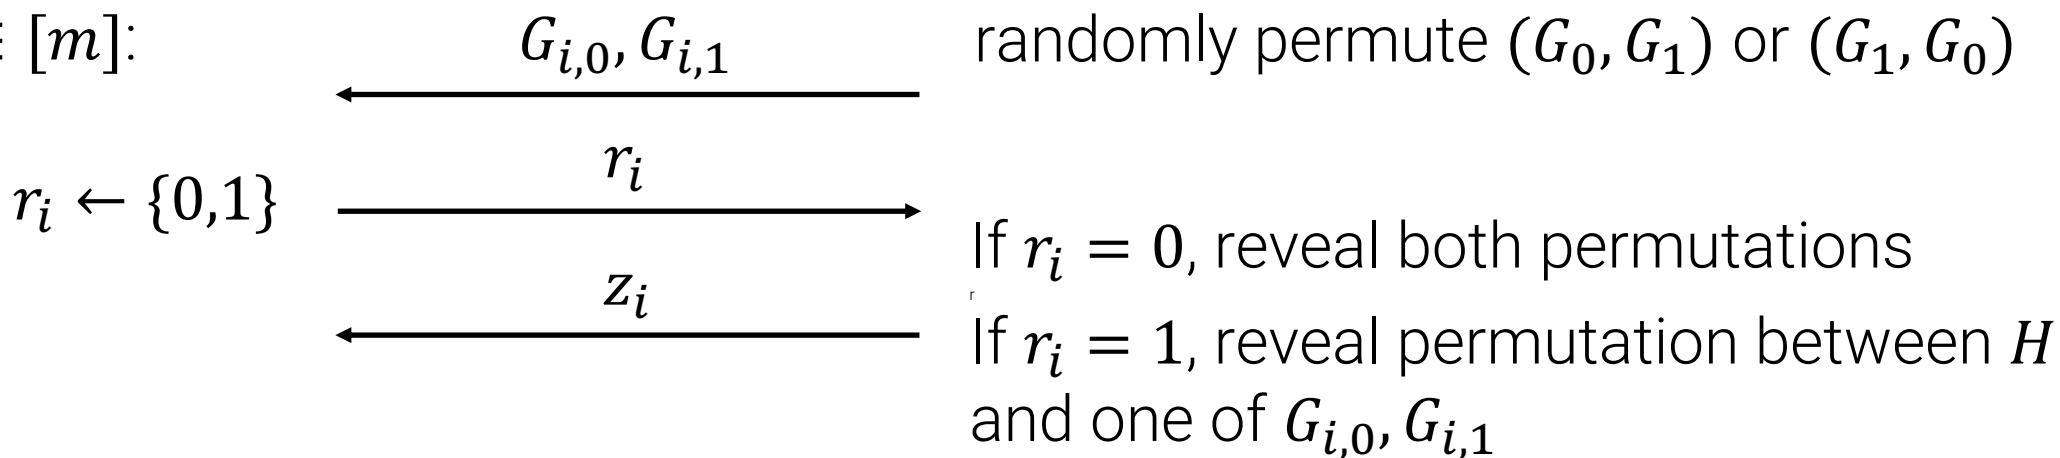 [m]:
G_{i,0}, G_{i,1}
randomly permute (G_0, G_1) or (G_1, G_0)
r_i
r_i ← {0,1}
If r_i = 0, reveal both permutations
r
z_i
If r_i = 1, reveal permutation between H
and one of G_{i,0}, G_{i,1}